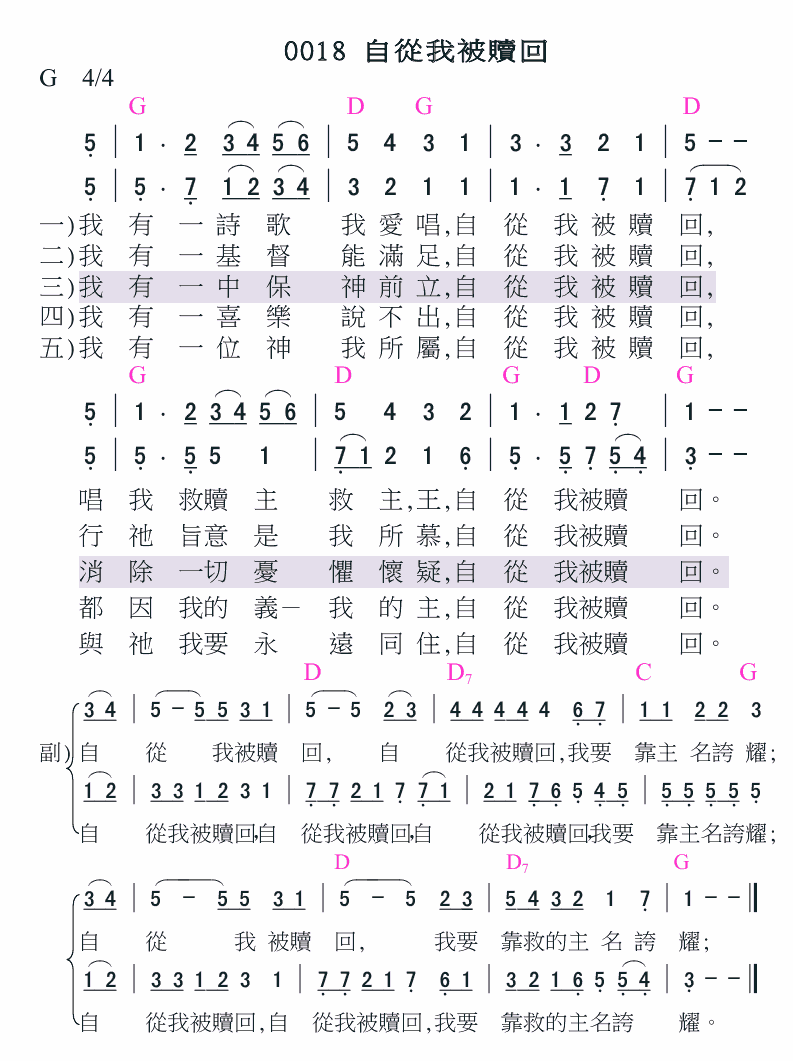 0018 自從我被贖回
G 4/4
G D G D
5 | 1 · 2 3 4 5 6 | 5 4 3 1 | 3 · 3 2 1 | 5 - -
5 | 5 · 7 1 2 3 4 | 3 2 1 1 | 1 · 1 7 1 | 7 1 2
一)我 有 一 詩 歌 我 愛 唱,自 從 我 被 贖 回,
二)我 有 一 基 督 能 滿 足,自 從 我 被 贖 回,
三)我 有 一 中 保 神 前 立,自 從 我 被 贖 回,
四)我 有 一 喜 樂 說 不 出,自 從 我 被 贖 回,
五)我 有 一 位 神 我 所 屬,自 從 我 被 贖 回,
G D G D G
5 | 1 · 2 3 4 5 6 | 5 4 3 2 | 1 · 1 2 7 | 1 - -
5 | 5 · 5 5 1 | 7 1 2 1 6 | 5 · 5 7 5 4 | 3 - -
唱 我 救贖 主 救 主,王,自 從 我被贖 回。
行 祂 旨意 是 我 所 慕,自 從 我被贖 回。
消 除 一切 憂 懼 懷 疑,自 從 我被贖 回。
都 因 我的 義— 我 的 主,自 從 我被贖 回。
與 祂 我要 永 遠 同 住,自 從 我被贖 回。
D D7 C G
3 4 | 5 - 5 5 3 1 | 5 - 5 2 3 | 4 4 4 4 4 6 7 | 1 1 2 2 3
副)自 從 我被贖 回, 自 從我被贖回,我要 靠主 名誇 耀;
1 2 | 3 3 1 2 3 1 | 7 7 2 1 7 7 1 | 2 1 7 6 5 4 5 | 5 5 5 5 5
自 從我被贖回,自 從我被贖回,自 從我被贖回,我要 靠主名誇耀;
D D7 G
3 4 | 5 - 5 5 3 1 | 5 - 5 2 3 | 5 4 3 2 1 7 | 1 - - ‖
自 從 我 被贖 回, 我要 靠救的主 名 誇 耀;
1 2 | 3 3 1 2 3 1 | 7 7 2 1 7 6 1 | 3 2 1 6 5 5 4 | 3 - - ‖
自 從我被贖回,自 從我被贖回,我要 靠救的主名誇 耀。